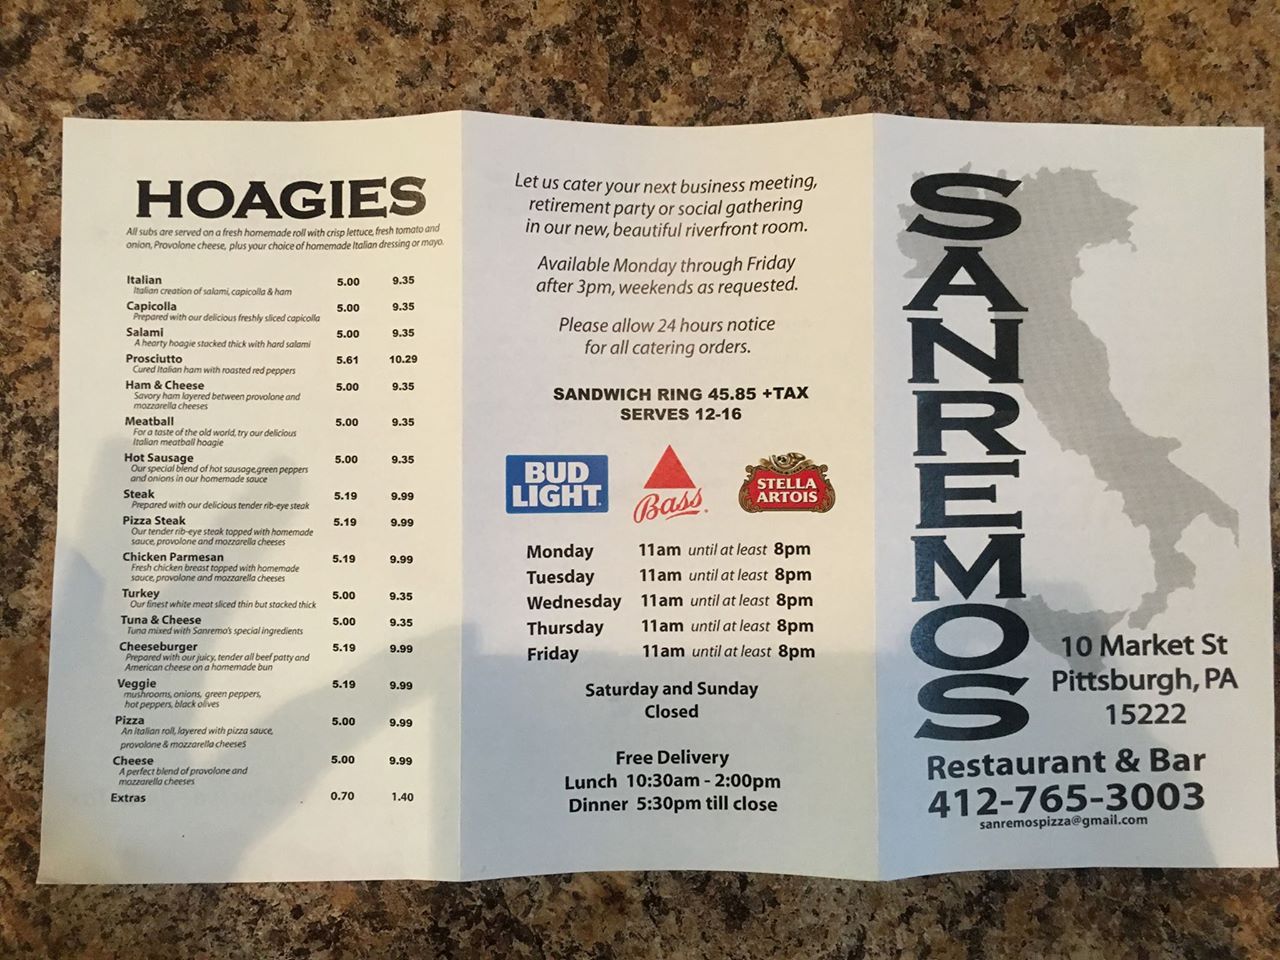 HOAGIES
All subs are served on a fresh homemade roll with crisp lettuce, fresh tomato and
onion, Provolone cheese, plus your choice of homemade Italian dressing or mayo.
Italian 5.00 9.35
Italian creation of salami, capicolla & ham
Capicolla 5.00 9.35
Prepared with our delicious freshly sliced capicolla
Salami 5.00 9.35
A hearty hoagie stacked thick with hard salami
Prosciutto 5.61 10.29
Cured Italian ham with roasted red peppers
Ham & Cheese 5.00 9.35
Savory ham layered between provolone and
mozzarella cheeses
Meatball 5.00 9.35
For a taste of the old world, try our delicious
Italian meatball hoagie
Hot Sausage 5.00 9.35
Our special blend of hot sausage,green peppers
and onions in our homemade sauce
Steak 5.19 9.99
Prepared with our delicious tender rib-eye steak
Pizza Steak 5.19 9.99
Our tender rib-eye steak topped with homemade
sauce, provolone and mozzarella cheeses
Chicken Parmesan 5.19 9.99
Fresh chicken breast topped with homemade
sauce, provolone and mozzarella cheeses
Turkey 5.00 9.35
Our finest white meat sliced thin but stacked thick
Tuna & Cheese 5.00 9.35
Tuna mixed with Sanremo's special ingredients
Cheeseburger 5.19 9.99
Prepared with our juicy, tender all beef patty and
American cheese on a homemade bun
Veggie 5.19 9.99
mushrooms, onions, green peppers,
hot peppers, black olives
Pizza 5.00 9.99
An Italian roll, layered with pizza sauce,
provolone & mozzarella cheeses
Cheese 5.00 9.99
A perfect blend of provolone and
mozzarella cheeses
Extras 0.70 1.40
Let us cater your next business meeting,
retirement party or social gathering
in our new, beautiful riverfront room.
Available Monday through Friday
after 3pm, weekends as requested.
Please allow 24 hours notice
for all catering orders.
SANDWICH RING 45.85 +TAX
SERVES 12-16
BUD
LIGHT
Bass
STELLA
ARTOIS
Monday 11am until at least 8pm
Tuesday 11am until at least 8pm
Wednesday 11am until at least 8pm
Thursday 11am until at least 8pm
Friday 11am until at least 8pm
Saturday and Sunday
Closed
Free Delivery
Lunch 10:30am - 2:00pm
Dinner 5:30pm till close
SANREMOS
10 Market St
Pittsburgh, PA
15222
Restaurant & Bar
412-765-3003
sanremospizza@gmail.com